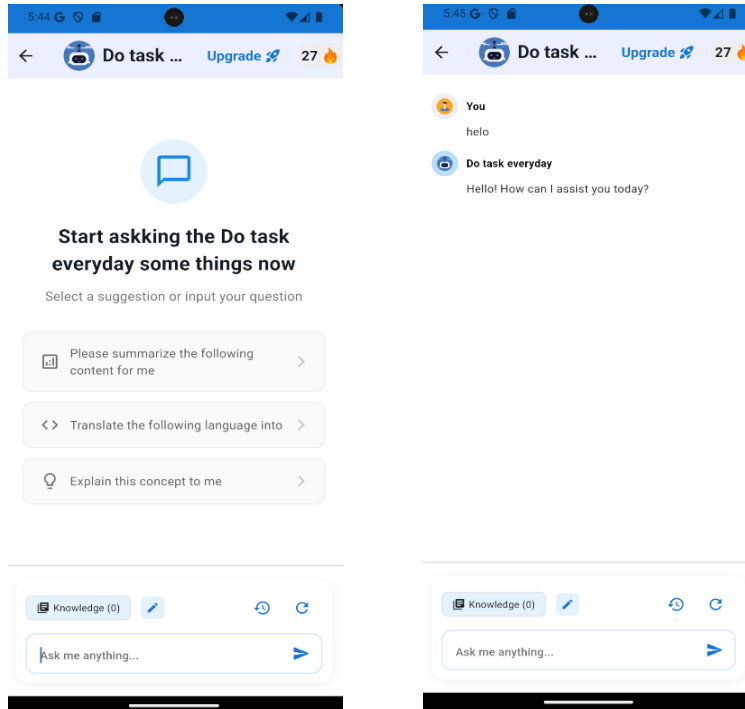 5:44 G
Do task ...
Upgrade
27
Start askking the Do task
everyday some things now
Select a suggestion or input your question
Please summarize the following
content for me
Translate the following language into
Explain this concept to me
Knowledge (0)
Ask me anything...
5:45 G
Do task ...
Upgrade
27
You
helo
Do task everyday
Hello! How can I assist you today?
Knowledge (0)
Ask me anything...